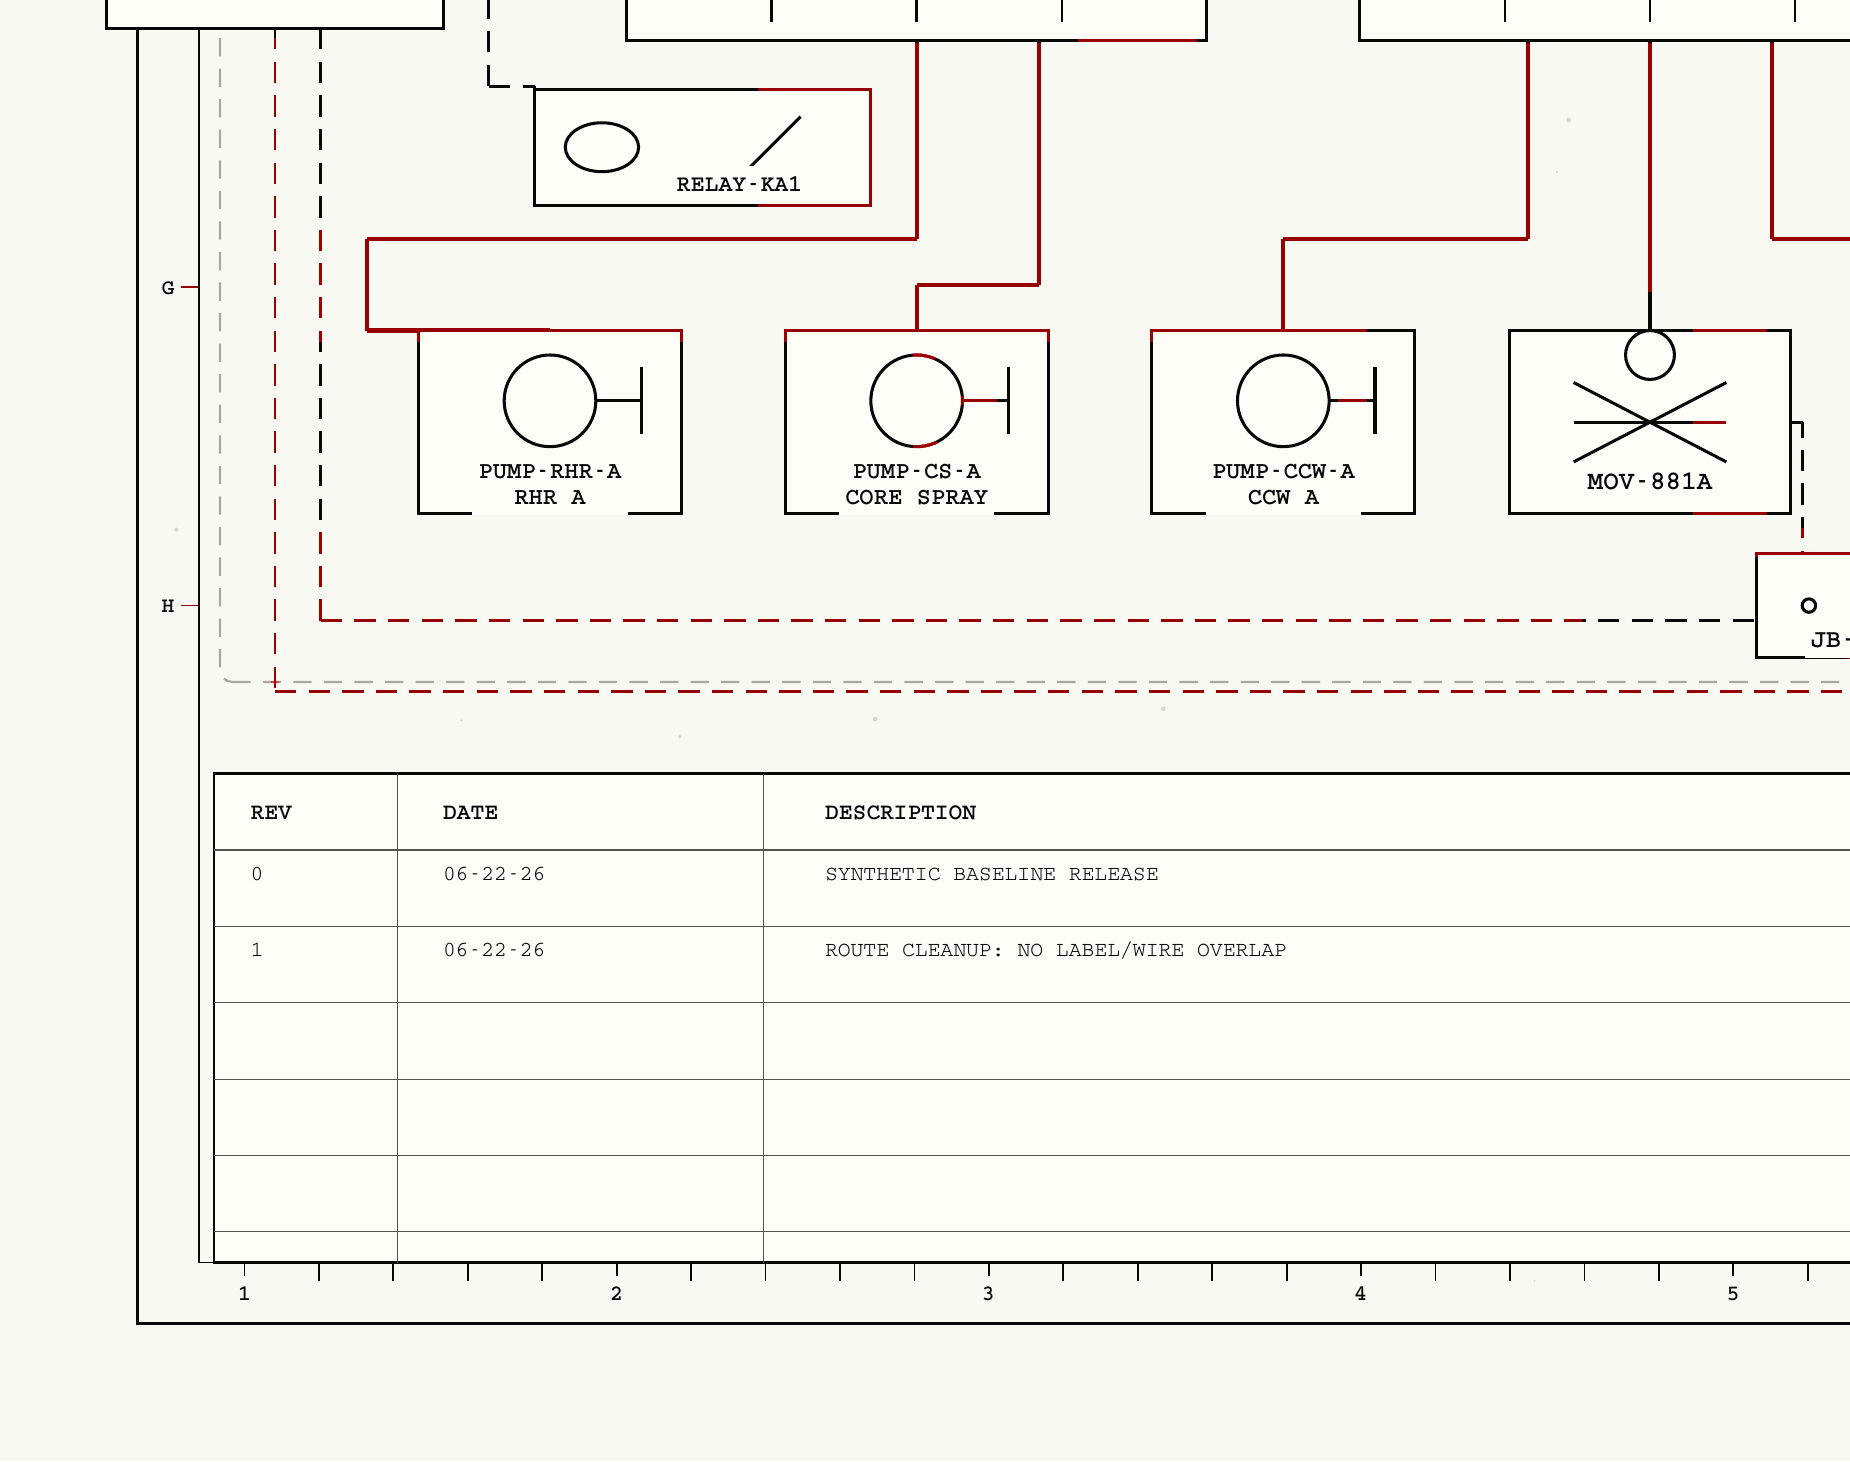 RELAY-KA1
G
PUMP-RHR-A
RHR A
PUMP-CS-A
CORE SPRAY
PUMP-CCW-A
CCW A
MOV-881A
H
JB-
REV DATE DESCRIPTION
0 06-22-26 SYNTHETIC BASELINE RELEASE
1 06-22-26 ROUTE CLEANUP: NO LABEL/WIRE OVERLAP
1 2 3 4 5